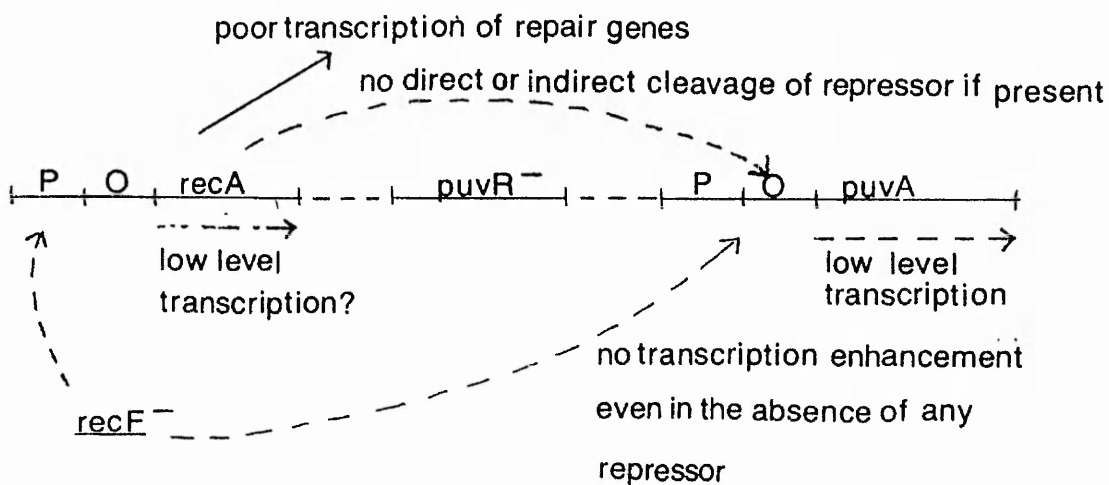 poor transcription of repair genes
no direct or indirect cleavage of repressor if present
P O recA puvR⁻ P O puvA
low level
transcription?
low level
transcription
no transcription enhancement
even in the absence of any
repressor
recF⁻